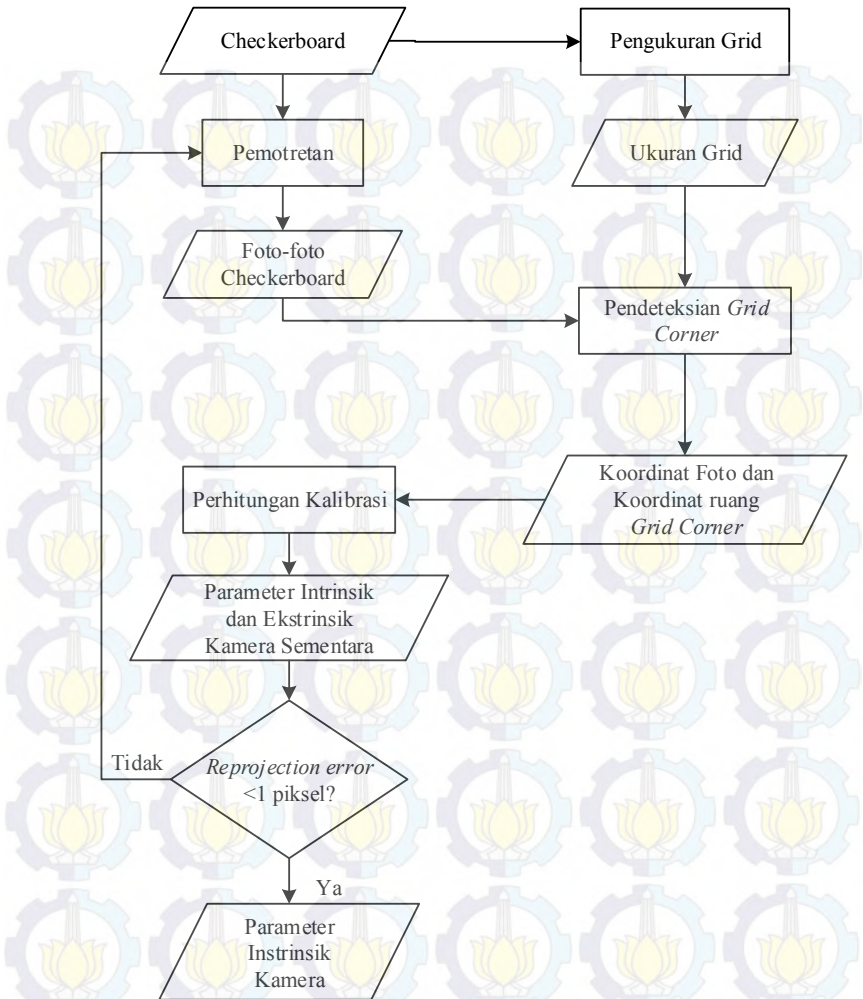 Checkerboard
Pengukuran Grid
Pemotretan
Ukuran Grid
Foto-foto
Checkerboard
Pendeteksian Grid
Corner
Koordinat Foto dan
Koordinat ruang
Grid Corner
Perhitungan Kalibrasi
Parameter Intrinsik
dan Ekstrinsik
Kamera Sementara
Tidak
Reprojection error
<1 piksel?
Ya
Parameter
Instrinsik
Kamera